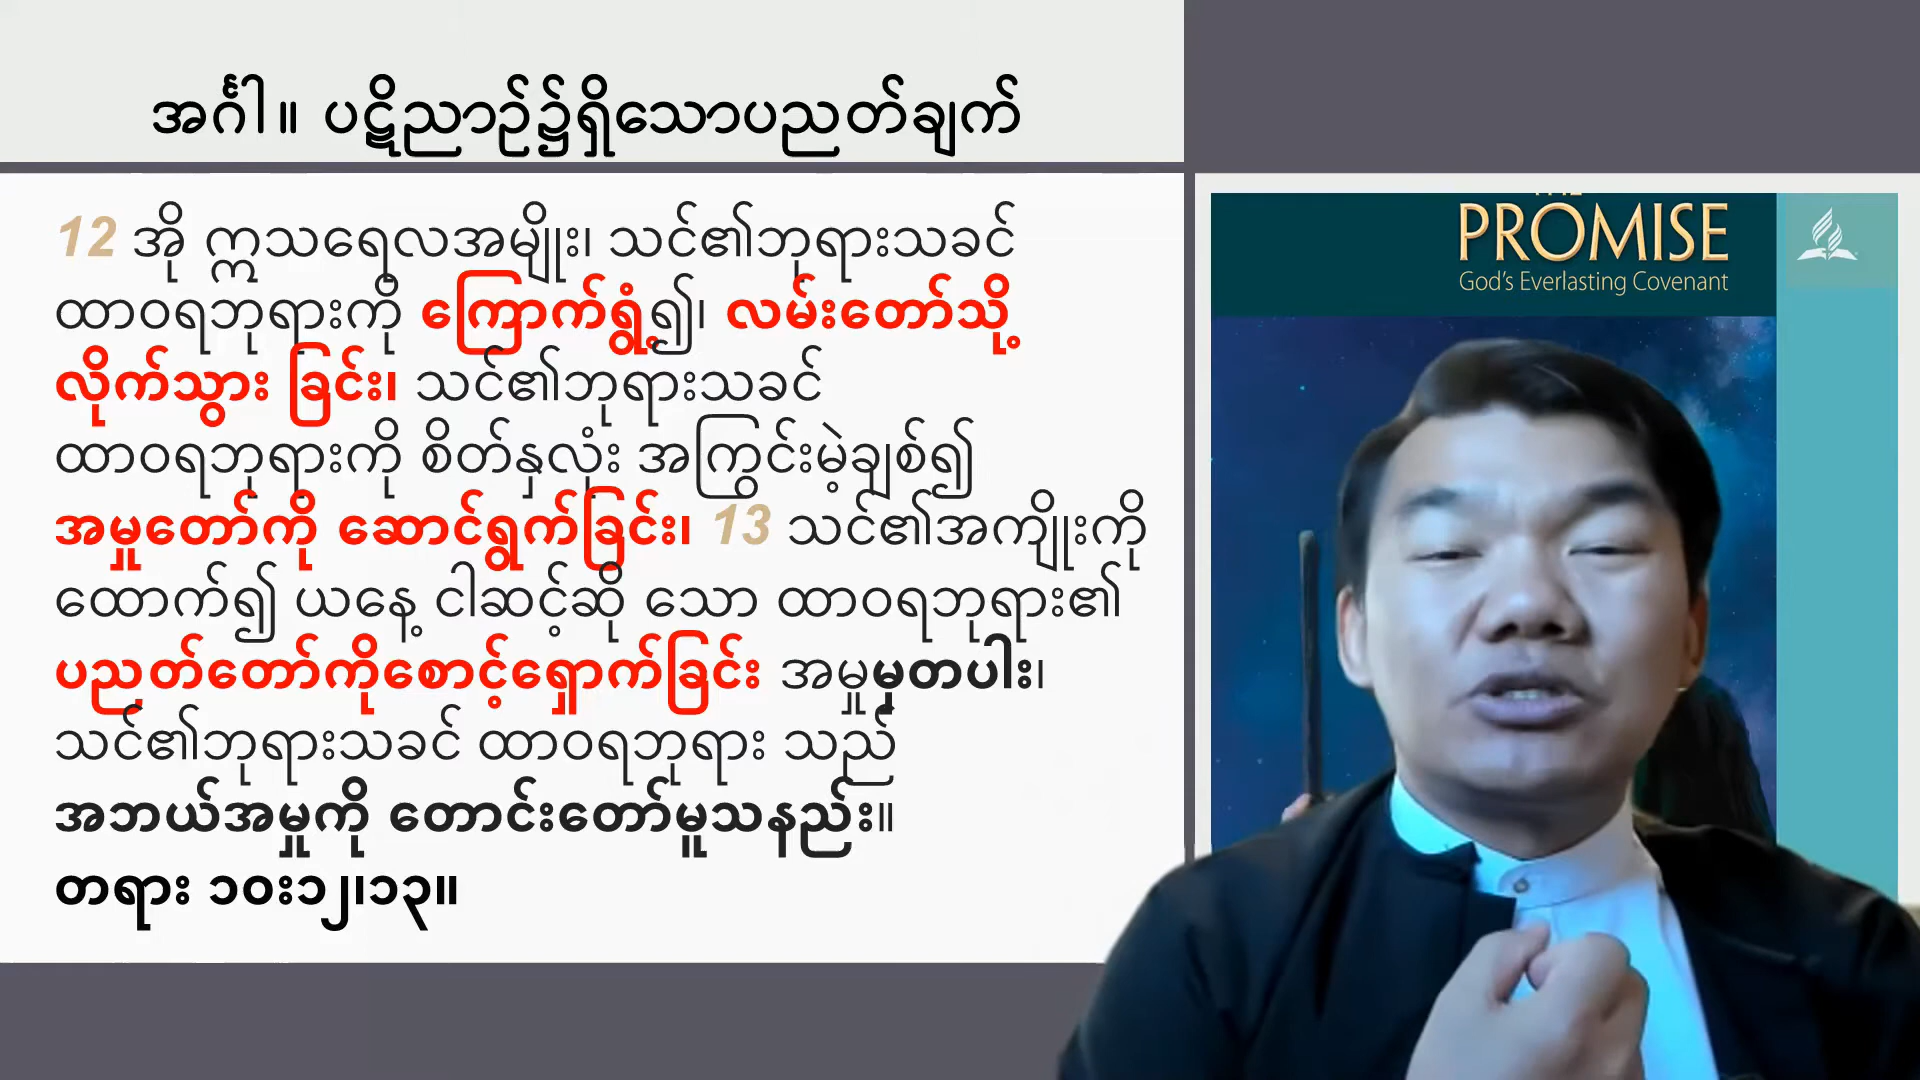 အင်္ဂါ။ ပဋိညာဉ်၌ရှိသောပညတ်ချက်
12 အို ဣသရေလအမျိုး၊ သင်၏ဘုရားသခင်
ထာဝရဘုရားကို ကြောက်ရွံ့၍၊ လမ်းတော်သို့
လိုက်သွား ခြင်း၊ သင်၏ဘုရားသခင်
ထာဝရဘုရားကို စိတ်နှလုံး အကြွင်းမဲ့ချစ်၍
အမှုတော်ကို ဆောင်ရွက်ခြင်း၊ 13 သင်၏အကျိုးကို
ထောက်၍ ယနေ့ ငါဆင့်ဆို သော ထာဝရဘုရား၏
ပညတ်တော်ကိုစောင့်ရှောက်ခြင်း အမှုမှတပါး၊
သင်၏ဘုရားသခင် ထာဝရဘုရား သည်
အဘယ်အမှုကို တောင်းတော်မူသနည်း။
တရား ၁၀း၁၂၊၁၃။
PROMISE
God's Everlasting Covenant